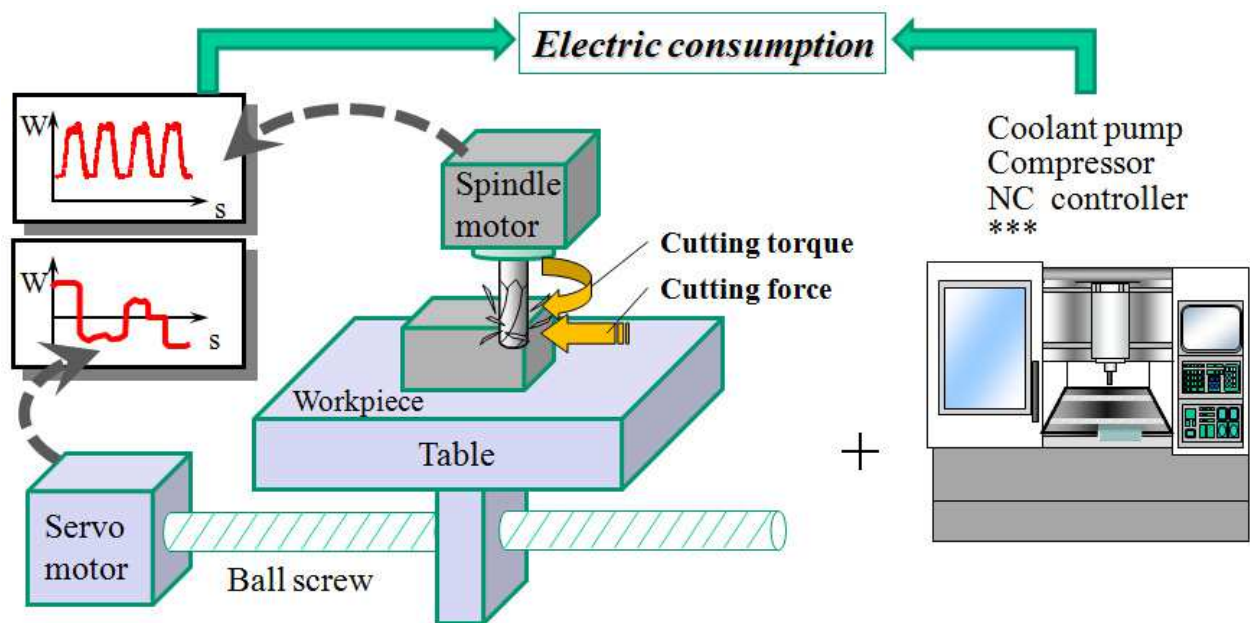 Electric consumption
W
s
W
s
Spindle
motor
Coolant pump
Compressor
NC controller
***
Cutting torque
Cutting force
Workpiece
Table
+
Servo
motor
Ball screw